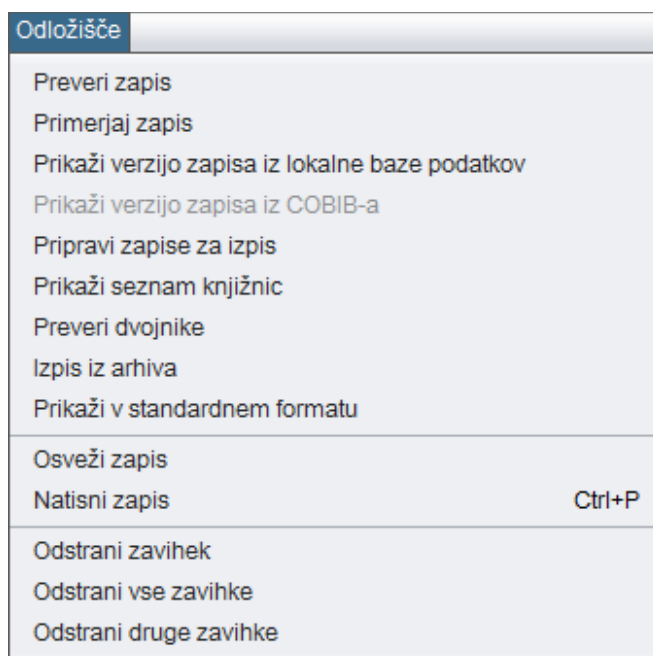 Odložišče
Preveri zapis
Primerjaj zapis
Prikaži verzijo zapisa iz lokalne baze podatkov
Prikaži verzijo zapisa iz COBIB-a
Pripravi zapise za izpis
Prikaži seznam knjižnic
Preveri dvojnike
Izpis iz arhiva
Prikaži v standardnem formatu
Osveži zapis
Natisni zapis Ctrl+P
Odstrani zavihek
Odstrani vse zavihke
Odstrani druge zavihke